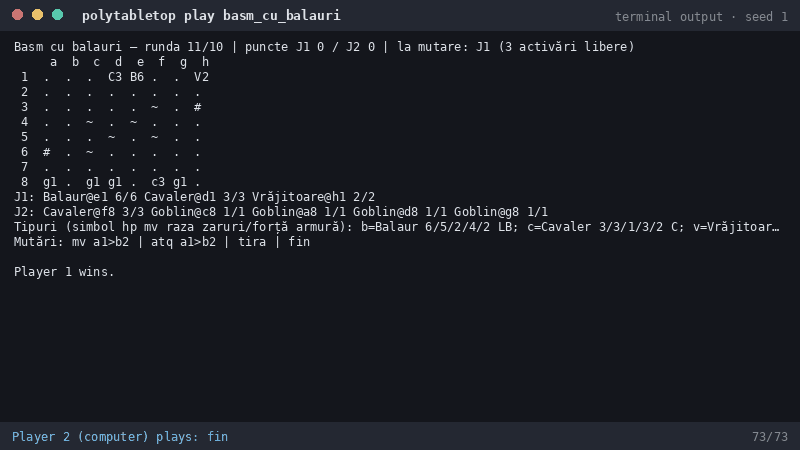 polytabletop play basm_cu_balauri
terminal output · seed 1
Basm cu balauri — runda 11/10 | puncte J1 0 / J2 0 | la mutare: J1 (3 activări libere)
a b c d e f g h
1 . . . C3 B6 . . V2
2 . . . . . . . .
3 . . . . . ~ . #
4 . . ~ . ~ . . .
5 . . . ~ . ~ . .
6 # . ~ . . . . .
7 . . . . . . . .
8 g1 . g1 g1 . c3 g1 .
J1: Balaur@e1 6/6 Cavaler@d1 3/3 Vrăjitoare@h1 2/2
J2: Cavaler@f8 3/3 Goblin@c8 1/1 Goblin@a8 1/1 Goblin@d8 1/1 Goblin@g8 1/1
Tipuri (simbol hp mv raza zaruri/forță armură): b=Balaur 6/5/2/4/2 LB; c=Cavaler 3/3/1/3/2 C; v=Vrăjitoar…
Mutări: mv a1>b2 | atq a1>b2 | tira | fin
Player 1 wins.
Player 2 (computer) plays: fin
73/73